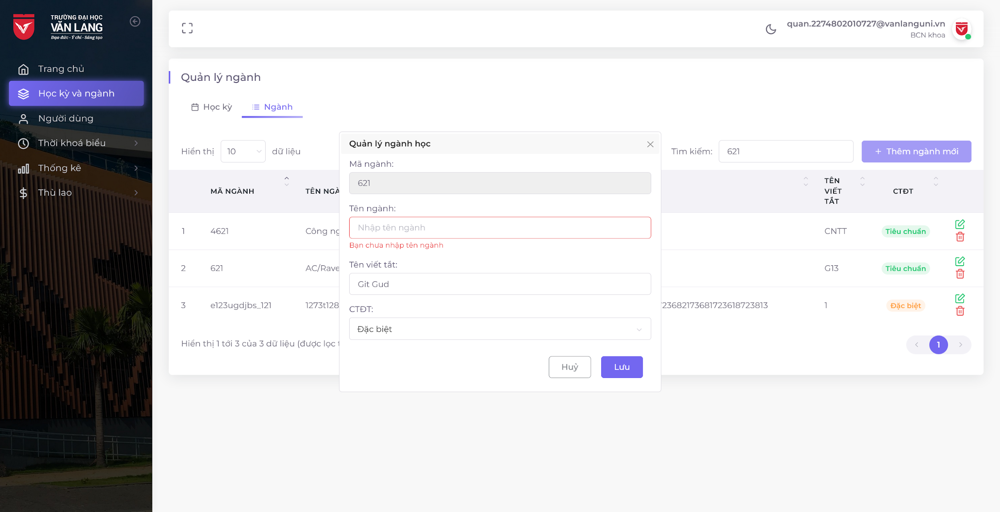 TRƯỜNG ĐẠI HỌC
VĂN LANG
Đạo đức - Ý chí - Sáng tạo
Trang chủ
Học kỳ và ngành
Người dùng
Thời khoá biểu
Thống kê
Thù lao
quan.2274802010727@vanlanguni.vn
BCN khoa
Quản lý ngành
Học kỳ
Ngành
Hiển thị 10 dữ liệu
Tìm kiếm: 621
+ Thêm ngành mới
MÃ NGÀNH
TÊN NGÀ
TÊN
VIẾT
TẮT
CTĐT
1 4621 Công ng CNTT Tiêu chuẩn
2 621 AC/Rave G13 Tiêu chuẩn
3 e123ugdjbs_121 1273t128 723682173681723618723813 1 Đặc biệt
Hiển thị 1 tới 3 của 3 dữ liệu (được lọc t
1
Quản lý ngành học
Mã ngành:
621
Tên ngành:
Nhập tên ngành
Bạn chưa nhập tên ngành
Tên viết tắt:
Git Gud
CTĐT:
Đặc biệt
Huỷ
Lưu